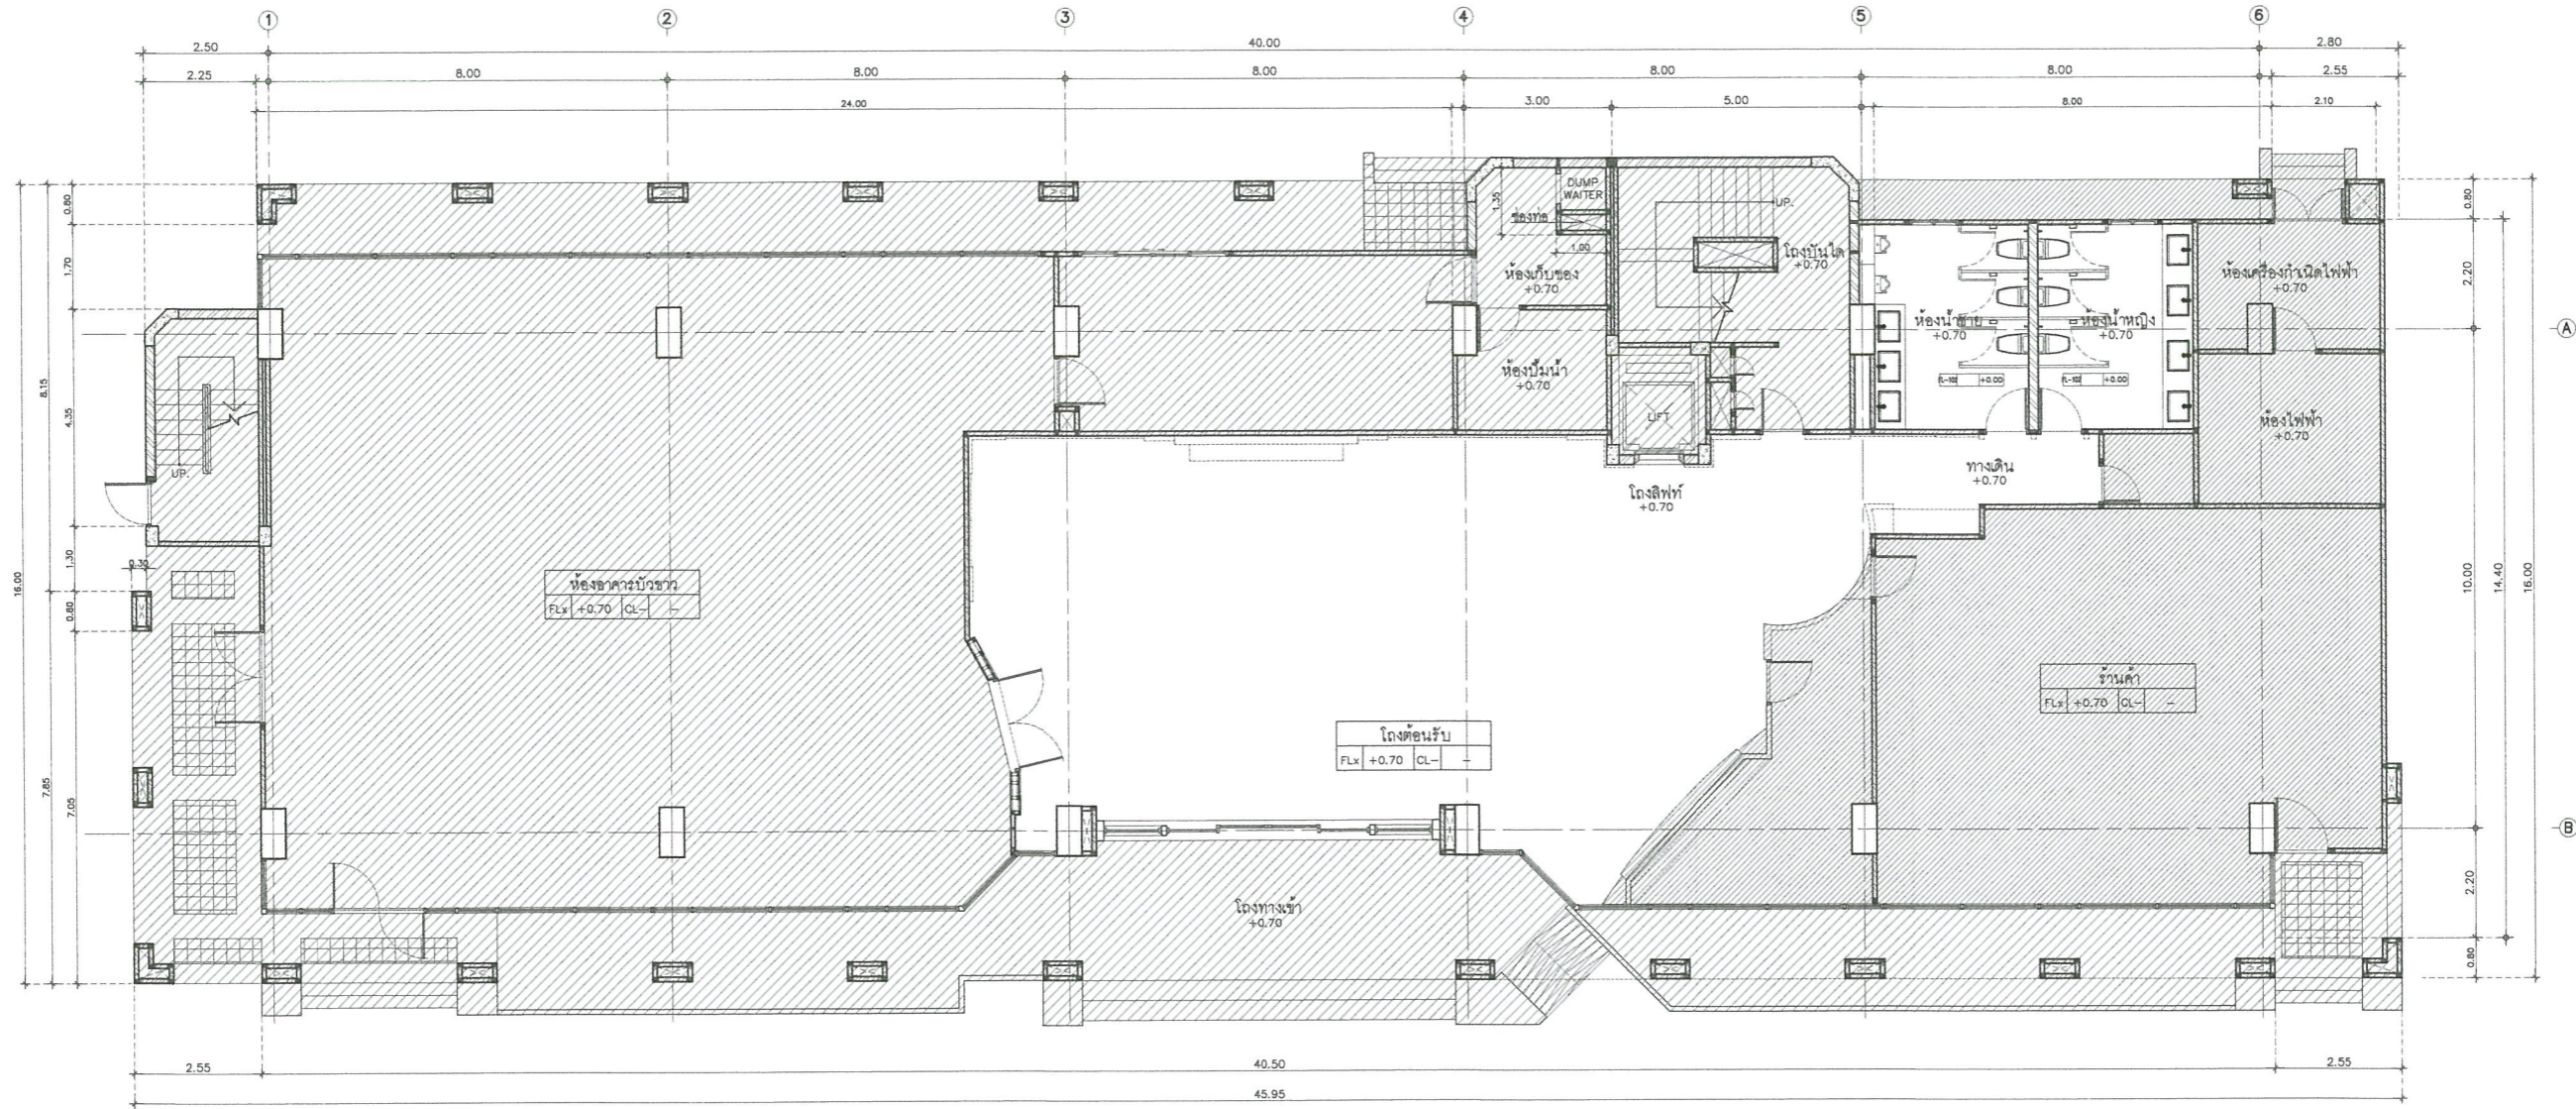 1 2 3 4 5 6
2.50 40.00 2.80
2.25 8.00 8.00 8.00 8.00 8.00 2.55
24.00 3.00 5.00 8.00 2.10
16.00
8.15
7.85
0.80
1.70
4.35
1.30
0.80
7.05
0.30
UP.
DUMP
WAITER
1.35
ช่องท่อ
1.00
UP.
โถงบันได
+0.70
ห้องเก็บของ
+0.70
ห้องปั๊มน้ำ
+0.70
LIFT
ห้องน้ำชาย
+0.70
+0.00
ห้องน้ำหญิง
+0.70
+0.00
ห้องเครื่องกำเนิดไฟฟ้า
+0.70
ห้องไฟฟ้า
+0.70
ทางเดิน
+0.70
โถงลิฟท์
+0.70
ห้องอาคารบัวขาว
FLx +0.70 CL- -
ร้านค้า
FLx +0.70 CL- -
โถงต้อนรับ
FLx +0.70 CL- -
โถงทางเข้า
+0.70
0.80
2.20
10.00
2.20
0.80
14.40
16.00
A
B
2.55 40.50 2.55
45.95